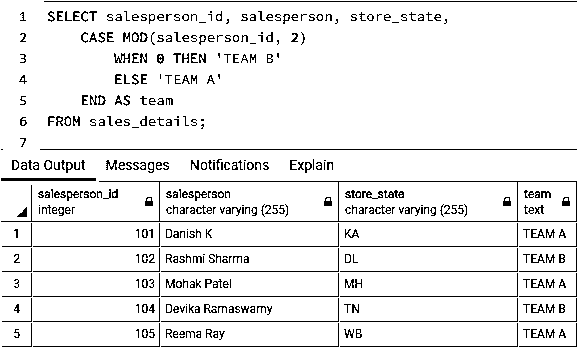 1 SELECT salesperson_id, salesperson, store_state,
2 CASE MOD(salesperson_id, 2)
3 WHEN 0 THEN 'TEAM B'
4 ELSE 'TEAM A'
5 END AS team
6 FROM sales_details;
7
Data Output Messages Notifications Explain
salesperson_id salesperson store_state team
integer character varying (255) character varying (255) text
1 101 Danish K KA TEAM A
2 102 Rashmi Sharma DL TEAM B
3 103 Mohak Patel MH TEAM A
4 104 Devika Ramaswamy TN TEAM B
5 105 Reema Ray WB TEAM A